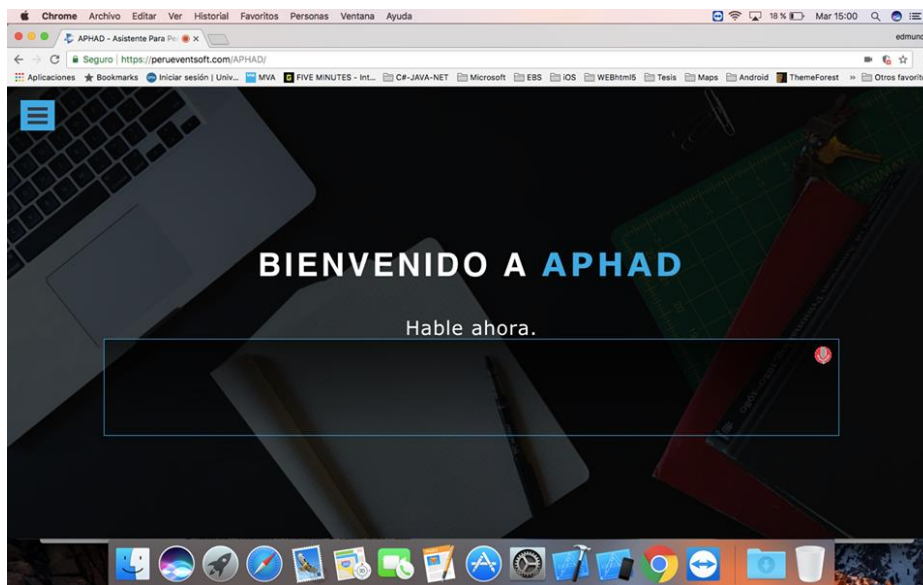 Chrome Archivo Editar Ver Historial Favoritos Personas Ventana Ayuda 18 % Mar 15:00
APHAD - Asistente Para Pe edmund
Seguro https://perueventsoft.com/APHAD/
Aplicaciones Bookmarks Iniciar sesión | Univ... MVA FIVE MINUTES - Int... C#-JAVA-NET Microsoft EBS iOS WEBhtml5 Tesis Maps Android ThemeForest » Otros favorit
BIENVENIDO A APHAD
Hable ahora.